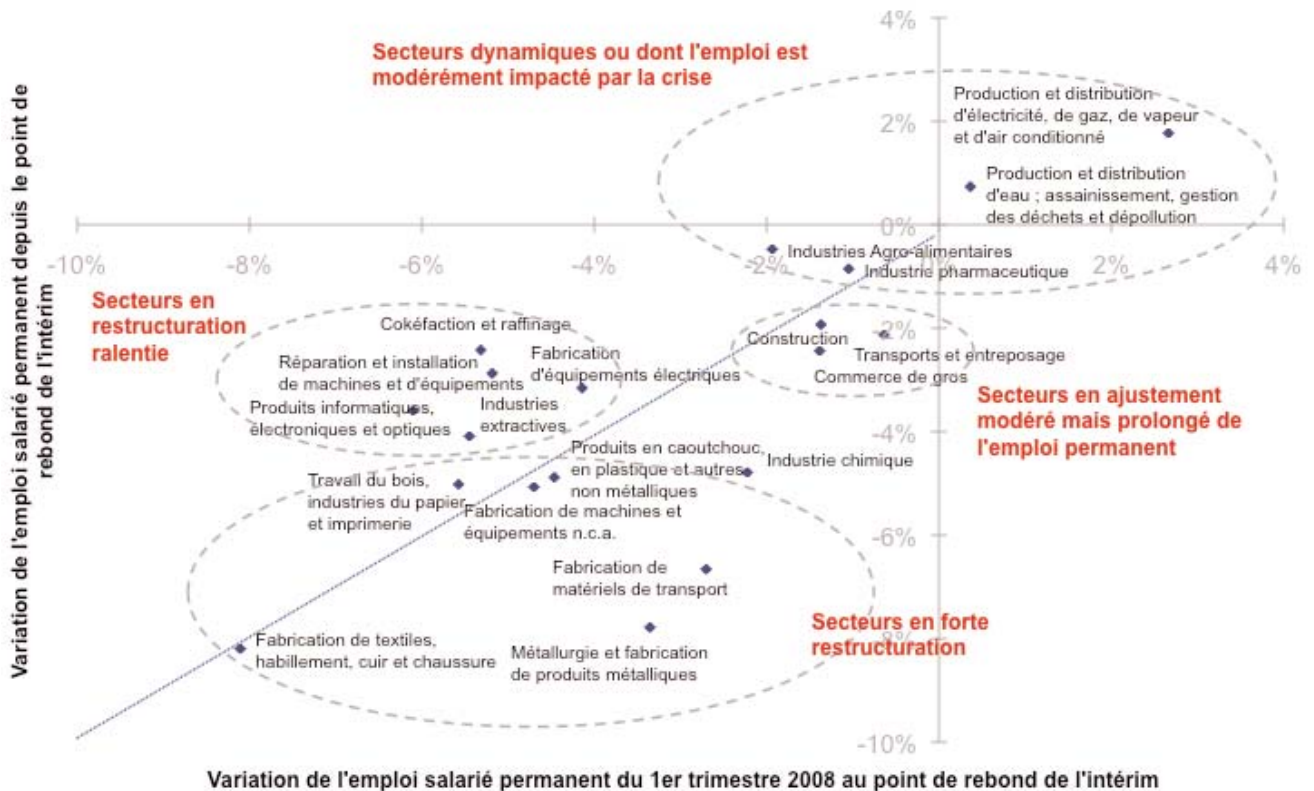 Variation de l'emploi salarié permanent depuis le point de
rebond de l'intérim
4%
Secteurs dynamiques ou dont l'emploi est
modérément impacté par la crise
Production et distribution
d'électricité, de gaz, de vapeur
et d'air conditionné
2%
Production et distribution
d'eau ; assainissement, gestion
des déchets et dépollution
0%
Industries Agro-alimentaires
-10%
-8%
-6%
-4%
-2%
0%
2%
4%
Industrie pharmaceutique
Secteurs en
restructuration
ralentie
Cokéfaction et raffinage
-2%
Construction
Réparation et installation
de machines et d'équipements
Fabrication
d'équipements électriques
Transports et entreposage
Commerce de gros
Produits informatiques,
électroniques et optiques
Industries
extractives
Secteurs en ajustement
modéré mais prolongé de
l'emploi permanent
-4%
Produits en caoutchouc,
en plastique et autres
non métalliques
Industrie chimique
Travail du bois,
industries du papier
et imprimerie
Fabrication de machines et
équipements n.c.a.
-6%
Fabrication de
matériels de transport
Secteurs en forte
restructuration
-8%
Fabrication de textiles,
habillement, cuir et chaussure
Métallurgie et fabrication
de produits métalliques
-10%
Variation de l'emploi salarié permanent du 1er trimestre 2008 au point de rebond de l'intérim